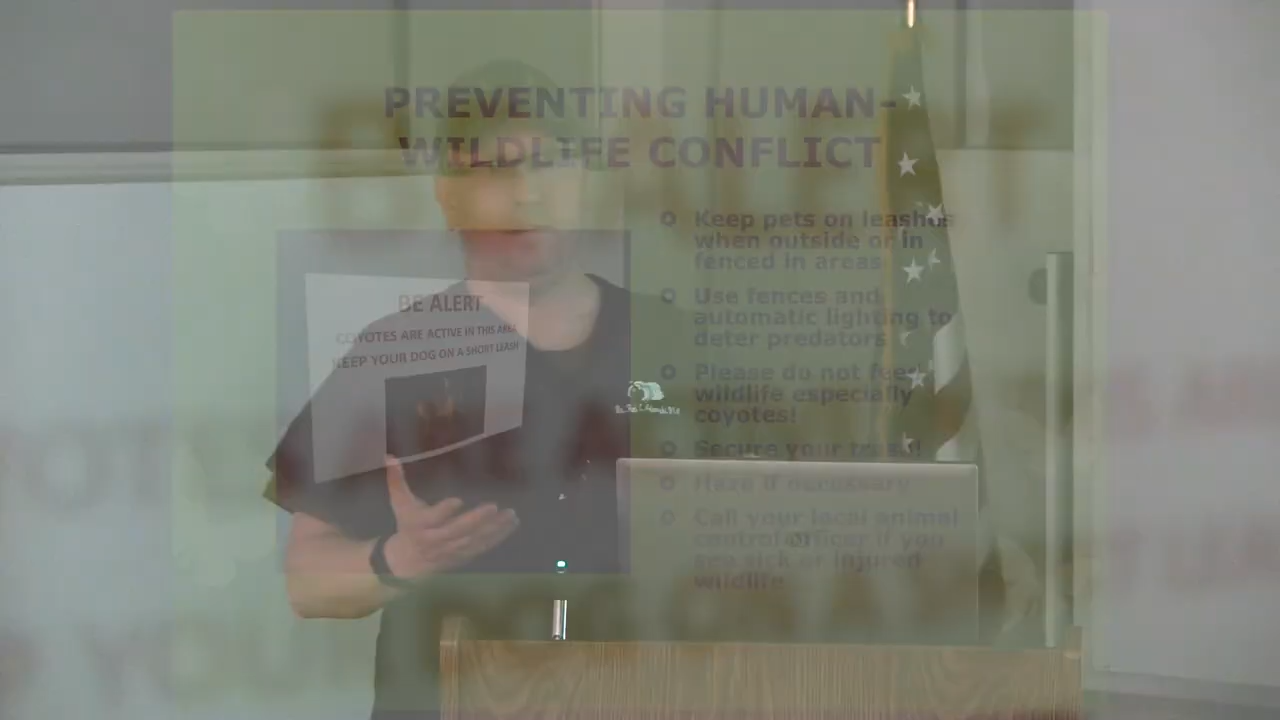 PREVENTING HUMAN-
WILDLIFE CONFLICT
BE ALERT
COYOTES ARE ACTIVE IN THIS AREA
KEEP YOUR DOG ON A SHORT LEASH
Keep pets on leashes
when outside or in
fenced in areas
Use fences and
automatic lighting to
deter predators
Please do not feed
wildlife especially
coyotes!
Secure your trash!
Haze if necessary
Call your local animal
control officer if you
see sick or injured
wildlife